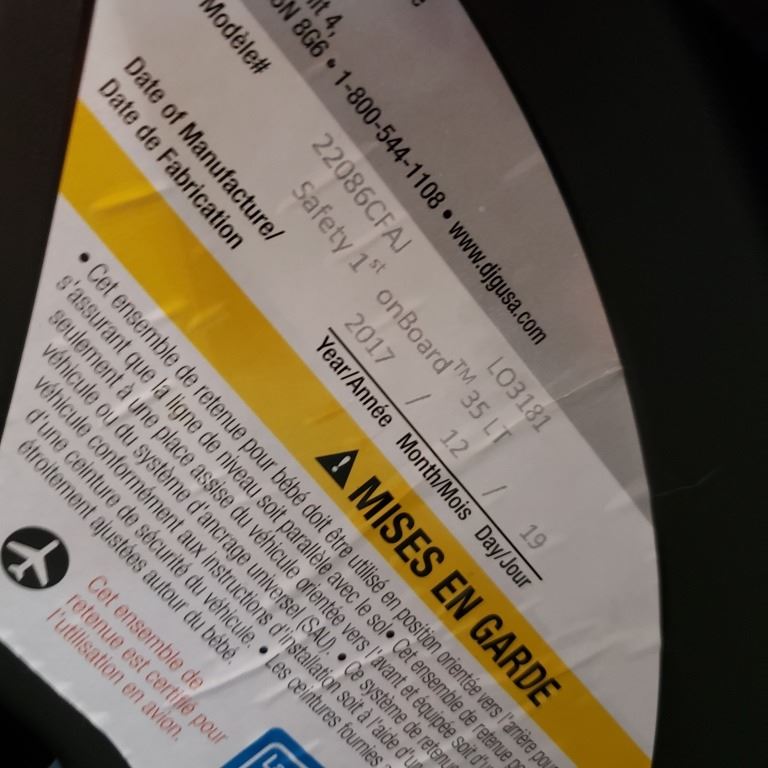 it 4,
6N 8G6 • 1-800-544-1108 • www.djgusa.com
Modèle#
22086CFAJ LO3181
Safety 1st onBoard™ 35 LT
Date of Manufacture/
Date de Fabrication
2017 / 12 / 19
Year/Année Month/Mois Day/Jour
MISES EN GARDE
• Cet ensemble de retenue pour bébé doit être utilisé en position orientée vers l'arrière
s'assurant que la ligne de niveau soit parallèle avec le sol • Cet ensemble de retenue
seulement à une place assise du véhicule orientée vers l'avant et équipée soit d'un
véhicule ou du système d'ancrage universel (SAU). • Ce système de retenue
véhicule conformément aux instructions d'installation soit à l'aide d'u
d'une ceinture de sécurité du véhicule. • Les ceintures fournies
étroitement ajustées autour du bébé.
Cet ensemble de
retenue est certifié pour
l'utilisation en avion.